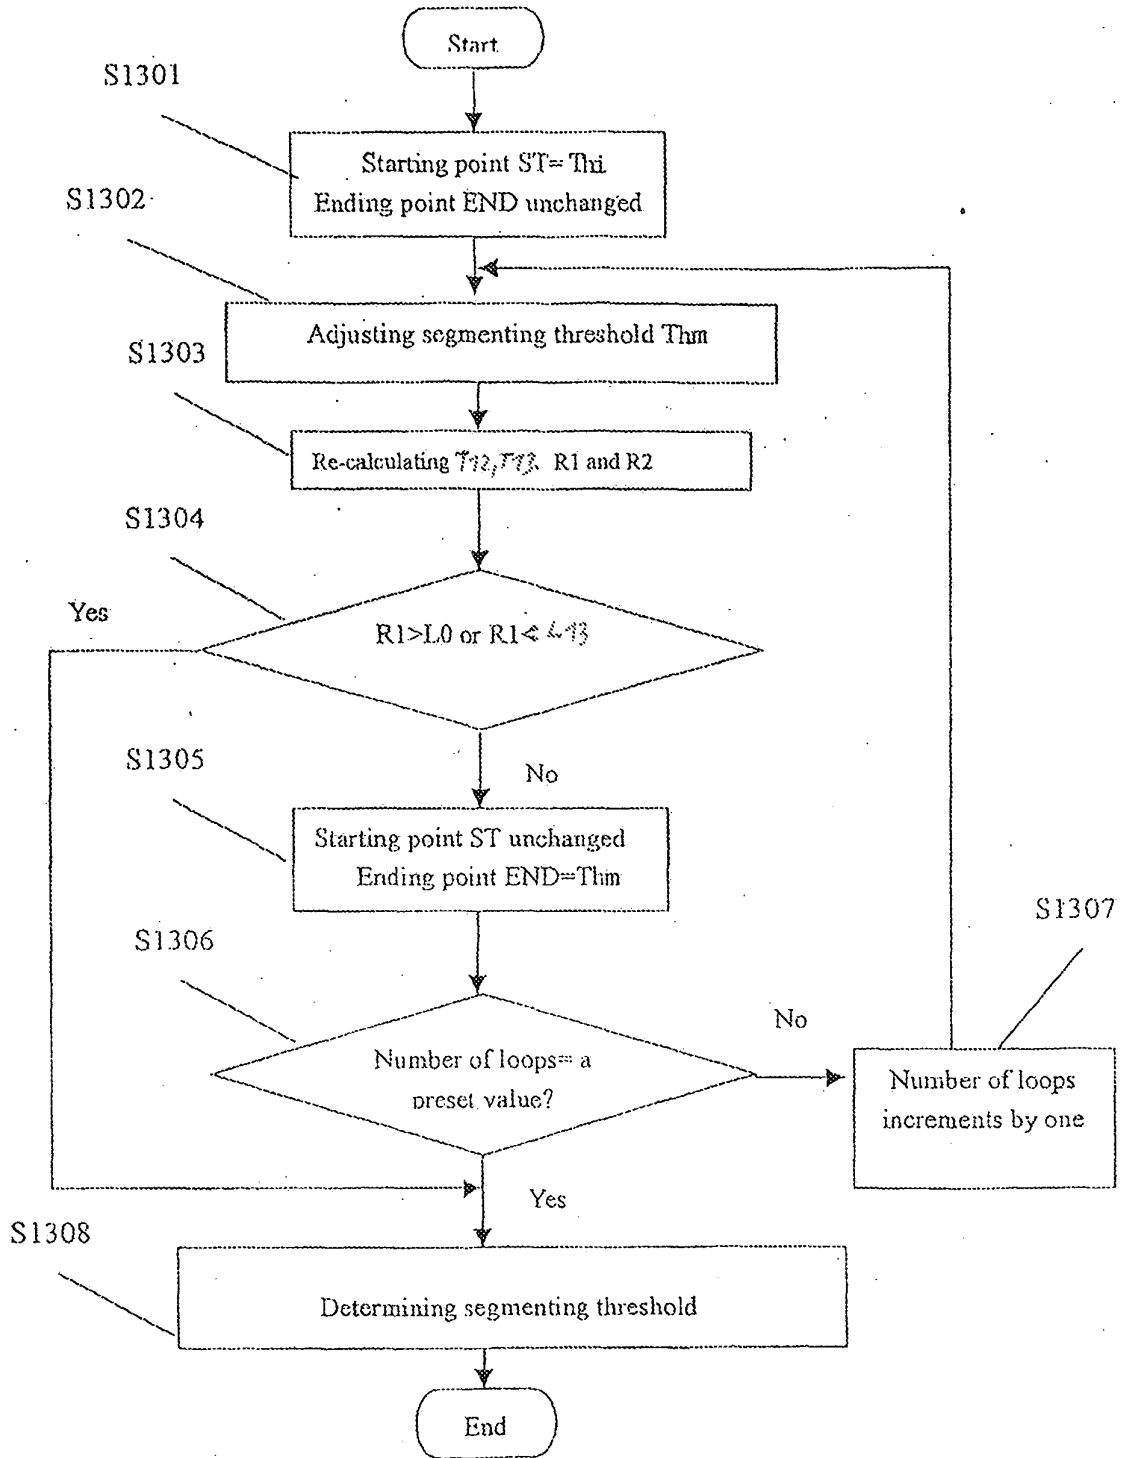 Start
S1301
Starting point ST= Thi
Ending point END unchanged
S1302
Adjusting segmenting threshold Thm
S1303
Re-calculating T12,T13. R1 and R2
S1304
Yes
R1>L0 or R1< L13
S1305
No
Starting point ST unchanged
Ending point END=Thm
S1306
S1307
No
Number of loops= a
preset value?
Number of loops
increments by one
Yes
S1308
Determining segmenting threshold
End